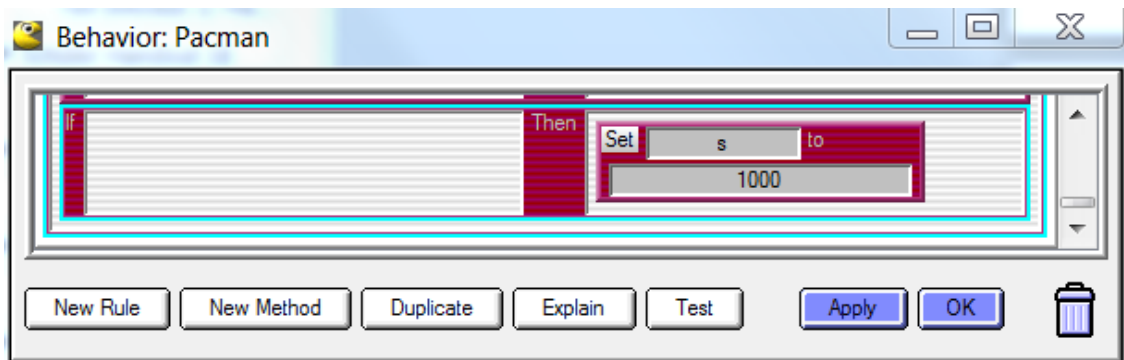 Behavior: Pacman
If Then
Set s to
1000
New Rule New Method Duplicate Explain Test Apply OK